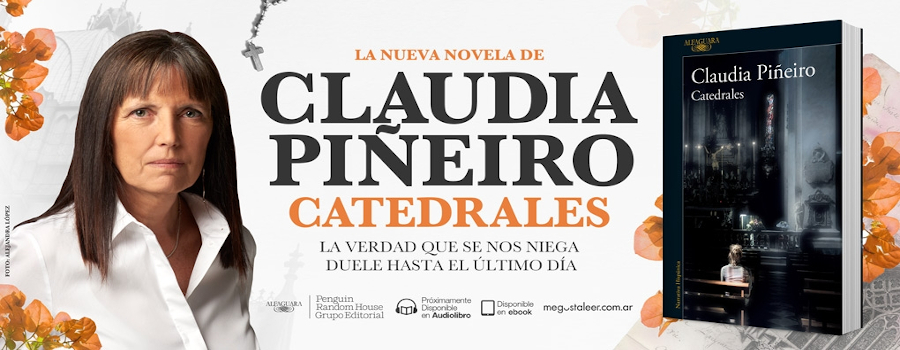 LA NUEVA NOVELA DE
CLAUDIA
PIÑEIRO
CATEDRALES
LA VERDAD QUE SE NOS NIEGA
DUELE HASTA EL ÚLTIMO DÍA
FOTO: ALEJANDRA LÓPEZ
ALFAGUARA
Penguin
Random House
Grupo Editorial
Próximamente
Disponible
en Audiolibro
Disponible
en ebook
megustaleer.com.ar
ALFAGUARA
Claudia Piñeiro
Catedrales
Narrativa Hispánica